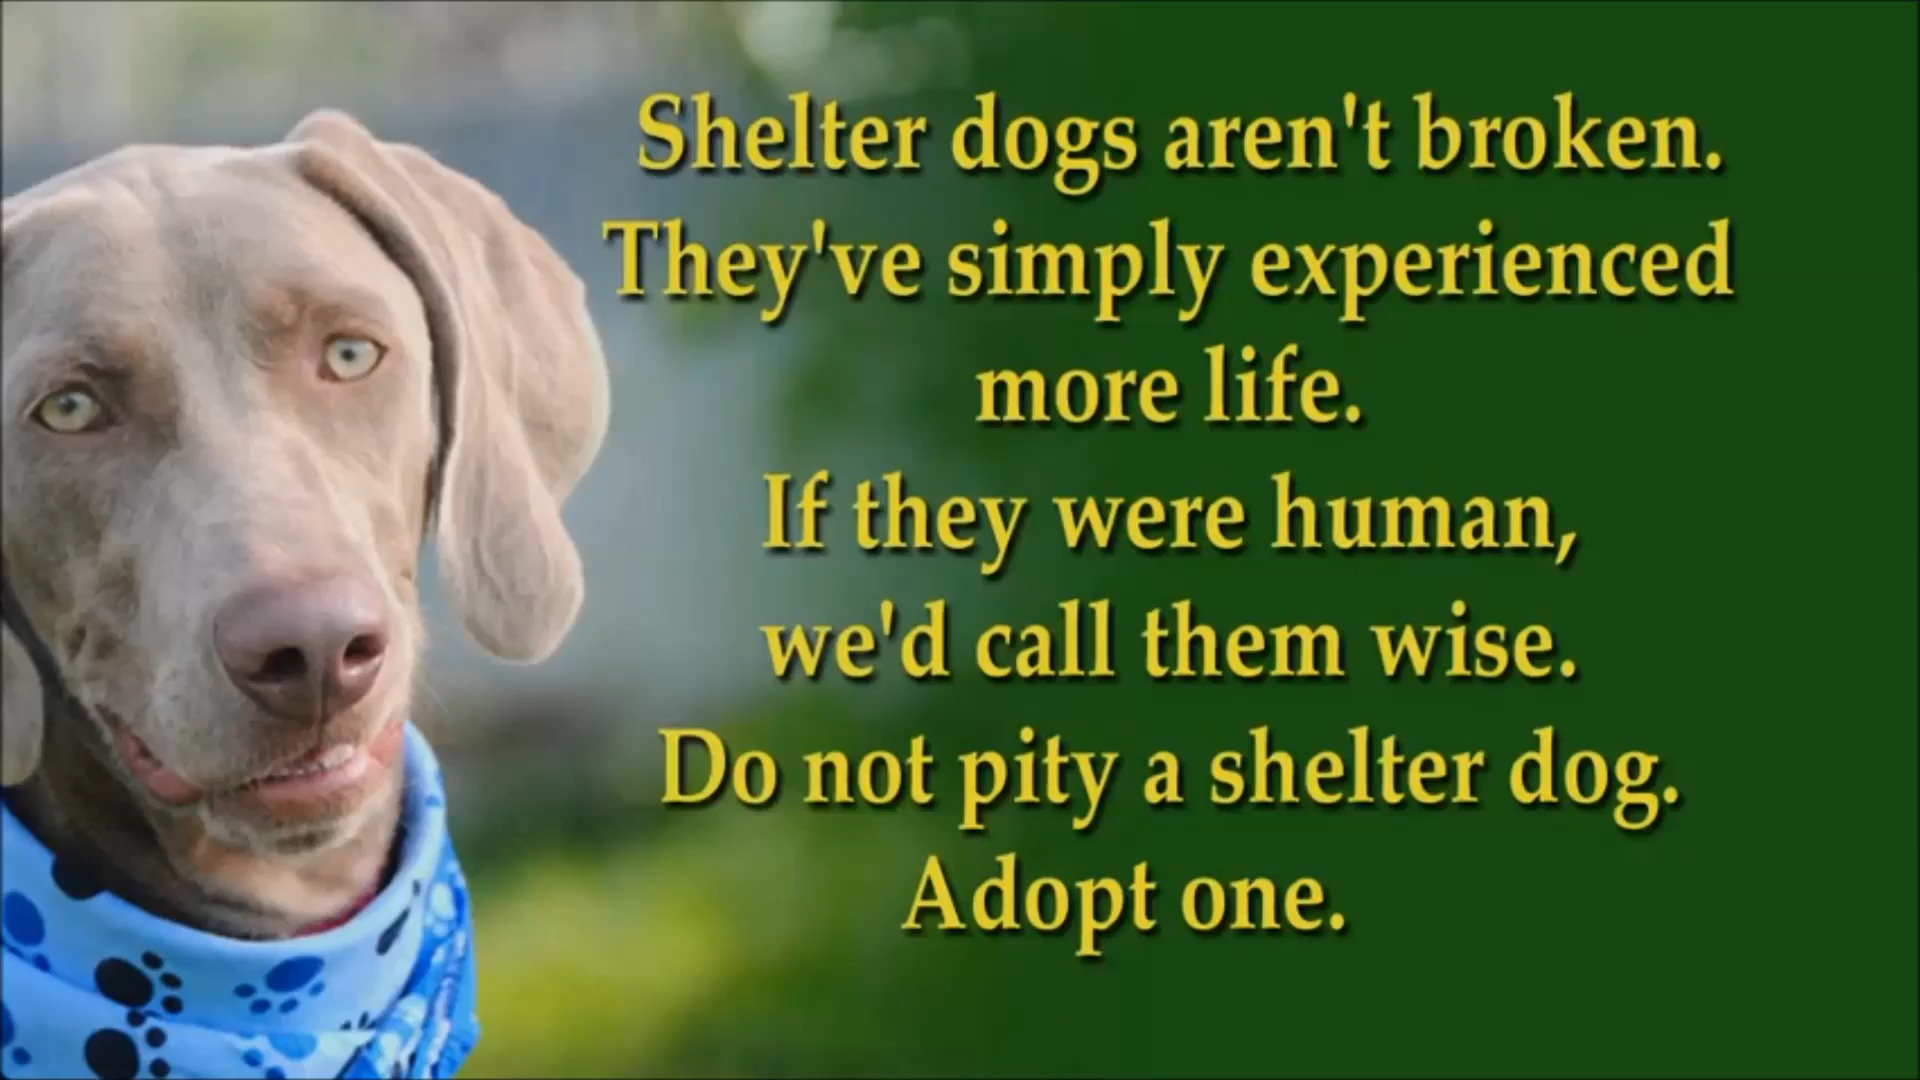 Shelter dogs aren't broken.
They've simply experienced
more life.
If they were human,
we'd call them wise.
Do not pity a shelter dog.
Adopt one.